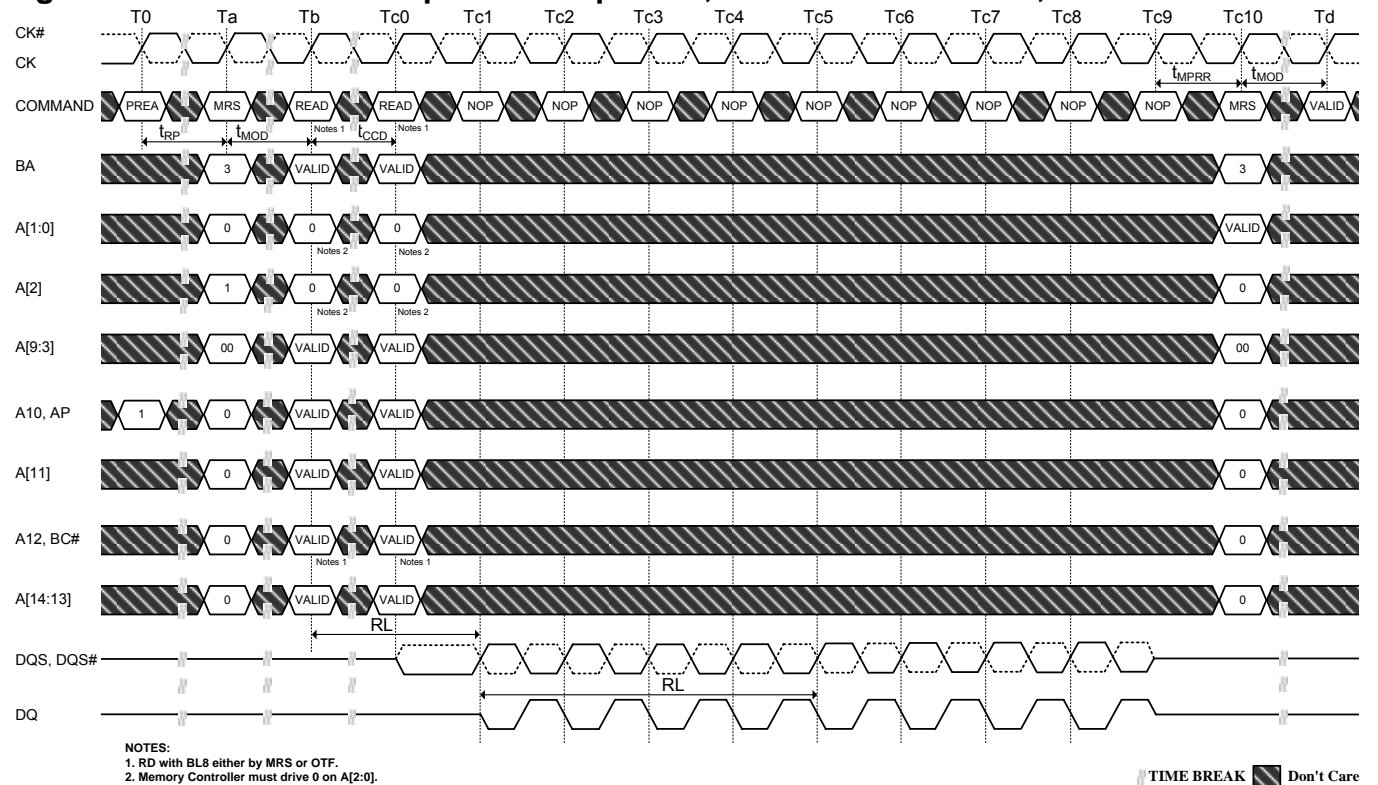 T0 Ta Tb Tc0 Tc1 Tc2 Tc3 Tc4 Tc5 Tc6 Tc7 Tc8 Tc9 Tc10 Td
CK#
CK
tMPRR tMOD
COMMAND PREA MRS READ READ NOP NOP NOP NOP NOP NOP NOP NOP NOP MRS VALID
Notes 1 Notes 1
tRP tMOD tCCD
BA 3 VALID VALID 3
A[1:0] 0 0 0 VALID
Notes 2 Notes 2
A[2] 1 0 0 0
Notes 2 Notes 2
A[9:3] 00 VALID VALID 00
A10, AP 1 0 VALID VALID 0
A[11] 0 VALID VALID 0
A12, BC# 0 VALID VALID 0
Notes 1 Notes 1
A[14:13] 0 VALID VALID 0
RL
DQS, DQS#
RL
DQ
NOTES:
1. RD with BL8 either by MRS or OTF.
2. Memory Controller must drive 0 on A[2:0].
TIME BREAK Don't Care